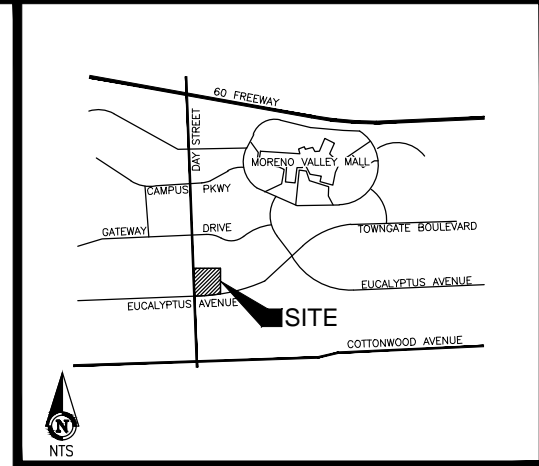 60 FREEWAY
DAY STREET
MORENO VALLEY MALL
CAMPUS PKWY
GATEWAY DRIVE
TOWNGATE BOULEVARD
EUCALYPTUS AVENUE
EUCALYPTUS AVENUE
SITE
COTTONWOOD AVENUE
N
NTS